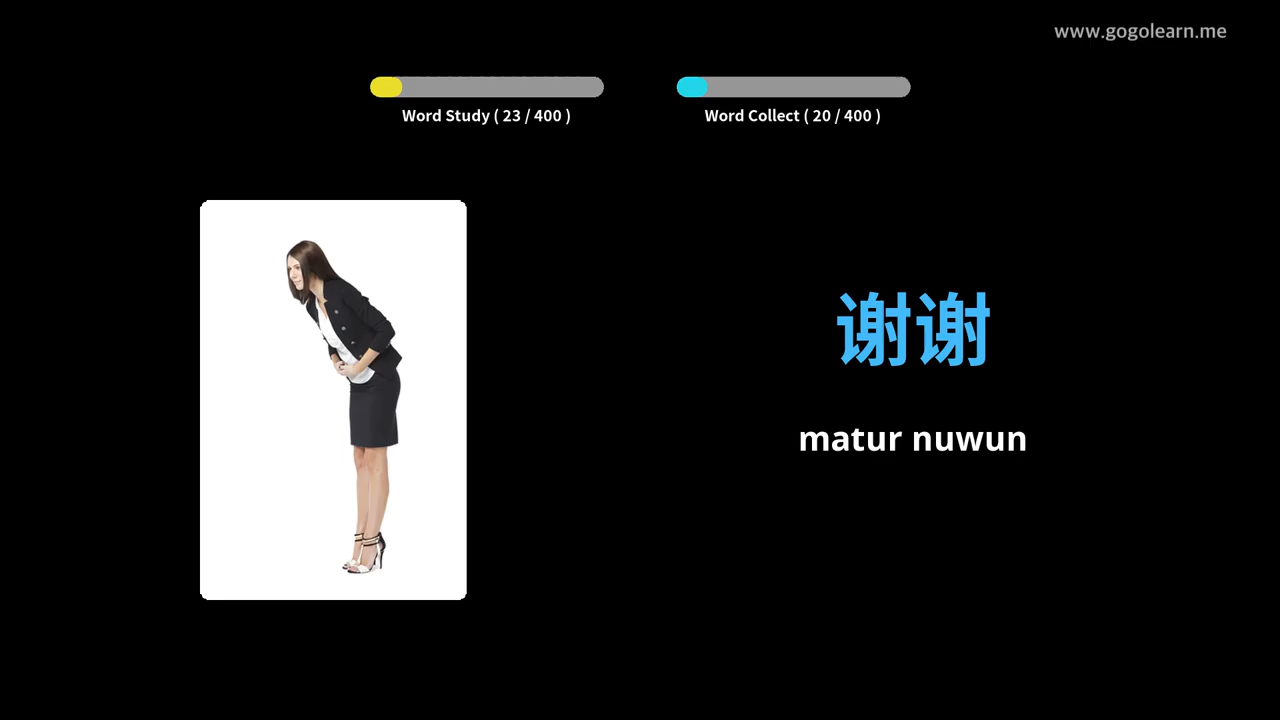 www.gogolearn.me
Word Study ( 23 / 400 )
Word Collect ( 20 / 400 )
谢谢
matur nuwun